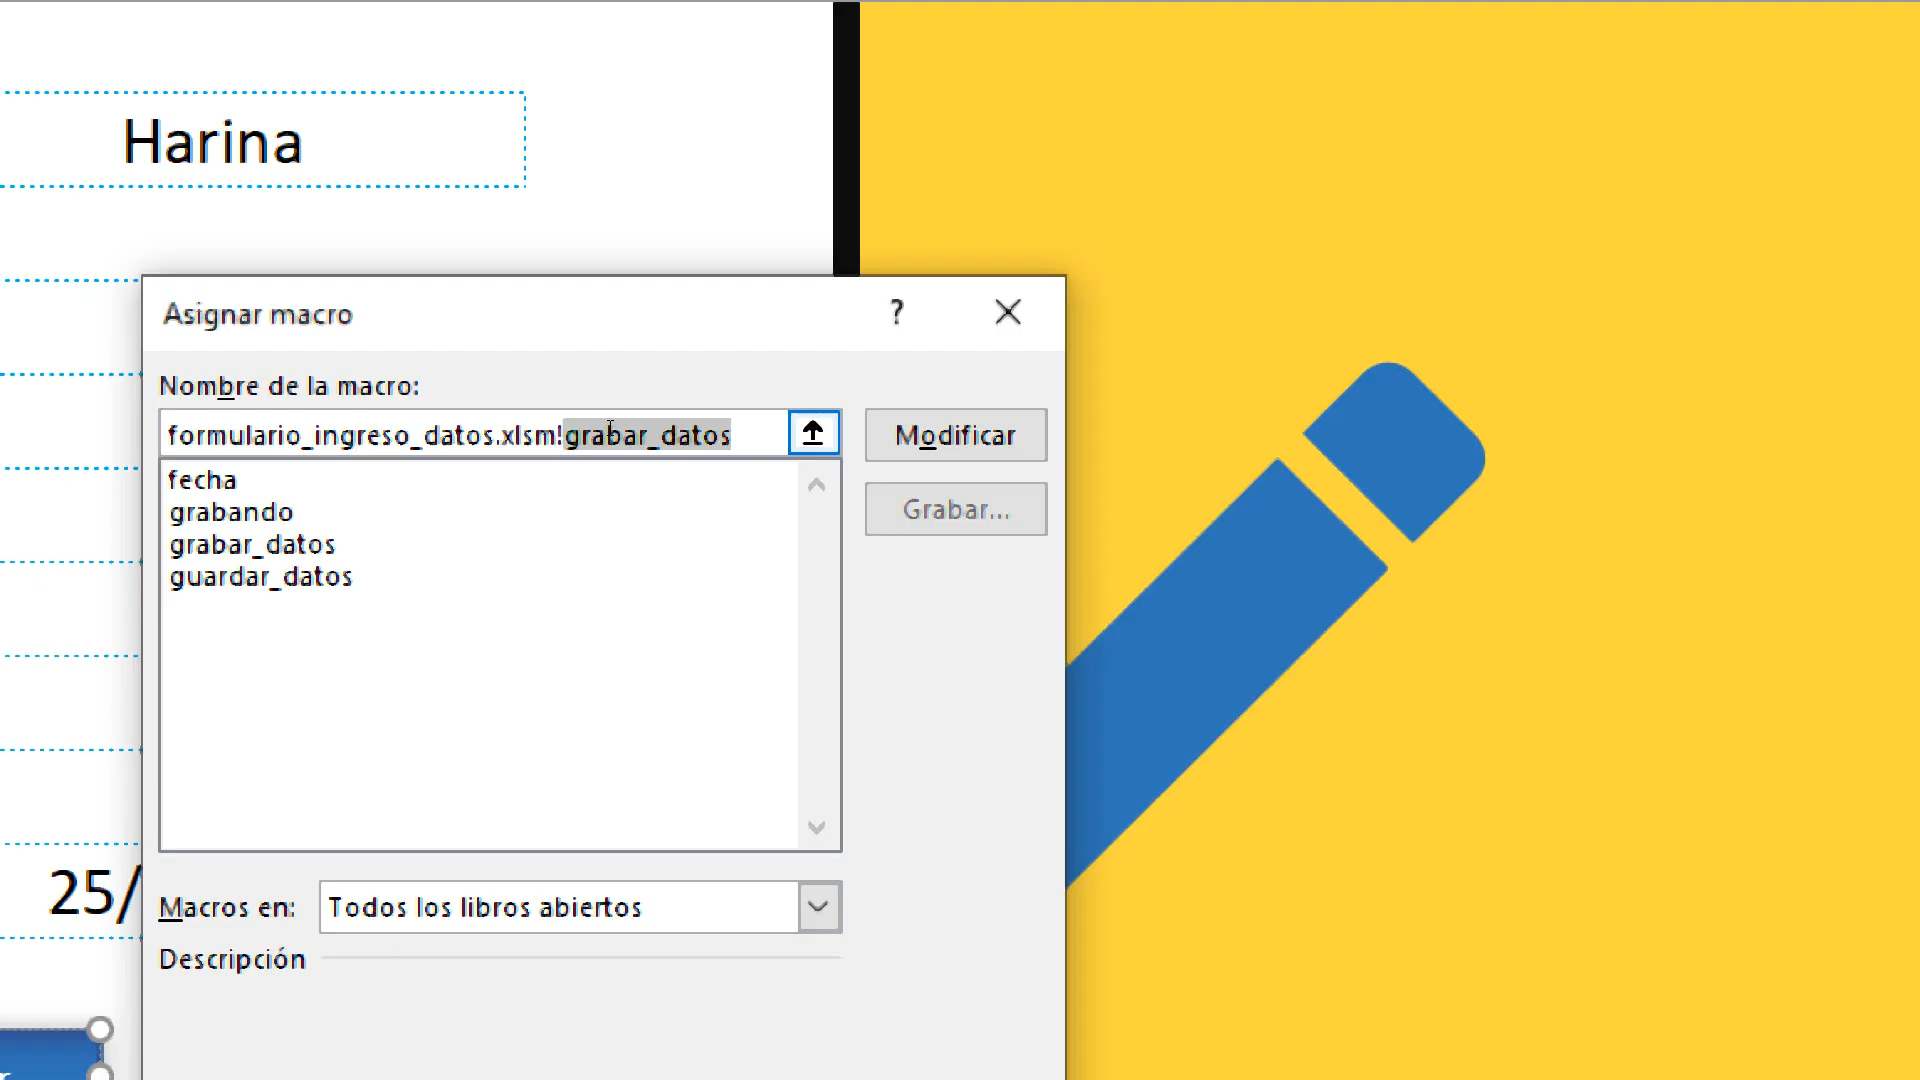 Harina
Asignar macro
?
Nombre de la macro:
formulario_ingreso_datos.xlsm!grabar_datos
Modificar
fecha
grabando
Grabar...
grabar_datos
guardar_datos
25/
Macros en: Todos los libros abiertos
Descripción